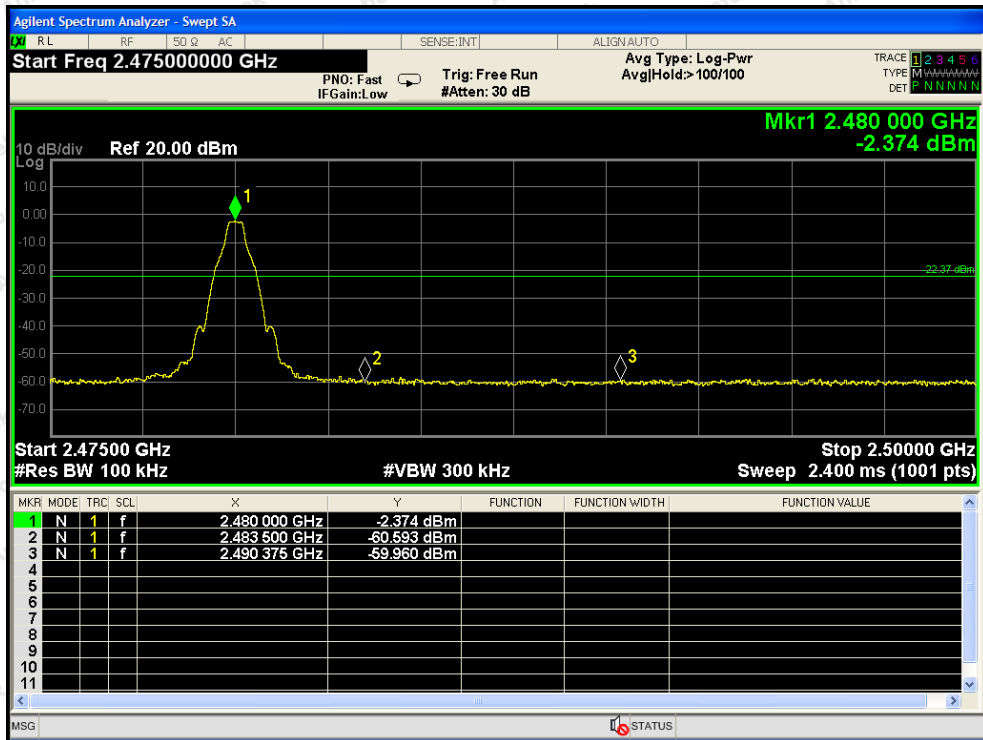 Agilent Spectrum Analyzer - Swept SA
LXI RL RF 50 Ω AC SENSE:INT ALIGNAUTO
Start Freq 2.475000000 GHz
PNO: Fast
IFGain:Low
Trig: Free Run
#Atten: 30 dB
Avg Type: Log-Pwr
Avg|Hold:>100/100
TRACE 1 2 3 4 5 6
TYPE M WWWWW
DET P N N N N N
Mkr1 2.480 000 GHz
-2.374 dBm
10 dB/div Ref 20.00 dBm
Log
10.0
0.00
-10.0
-20.0
-30.0
-40.0
-50.0
-60.0
-70.0
1
-22.37 dBm
2
3
Start 2.47500 GHz Stop 2.50000 GHz
#Res BW 100 kHz #VBW 300 kHz Sweep 2.400 ms (1001 pts)
MKR MODE TRC SCL X Y FUNCTION FUNCTION WIDTH FUNCTION VALUE
1 N 1 f 2.480 000 GHz -2.374 dBm
2 N 1 f 2.483 500 GHz -60.593 dBm
3 N 1 f 2.490 375 GHz -59.960 dBm
4
5
6
7
8
9
10
11
MSG STATUS